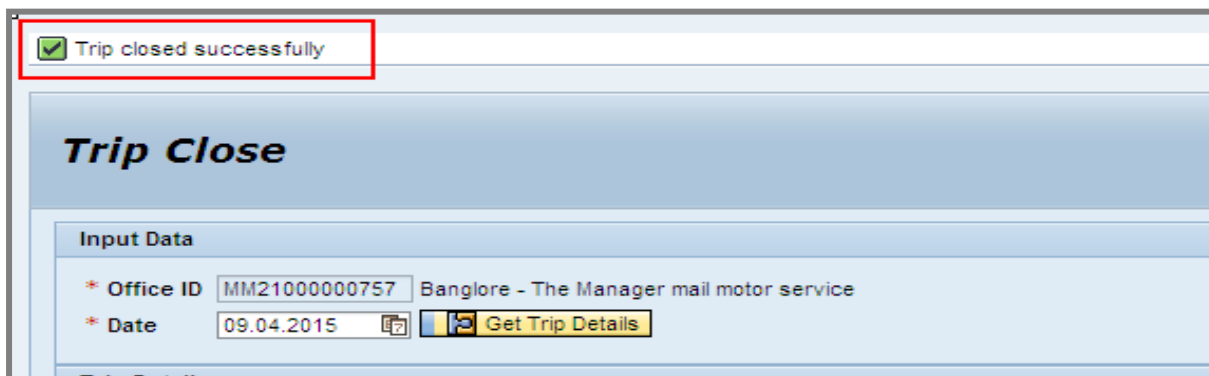 Trip closed successfully
Trip Close
Input Data
* Office ID MM21000000757 Banglore - The Manager mail motor service
* Date 09.04.2015 Get Trip Details